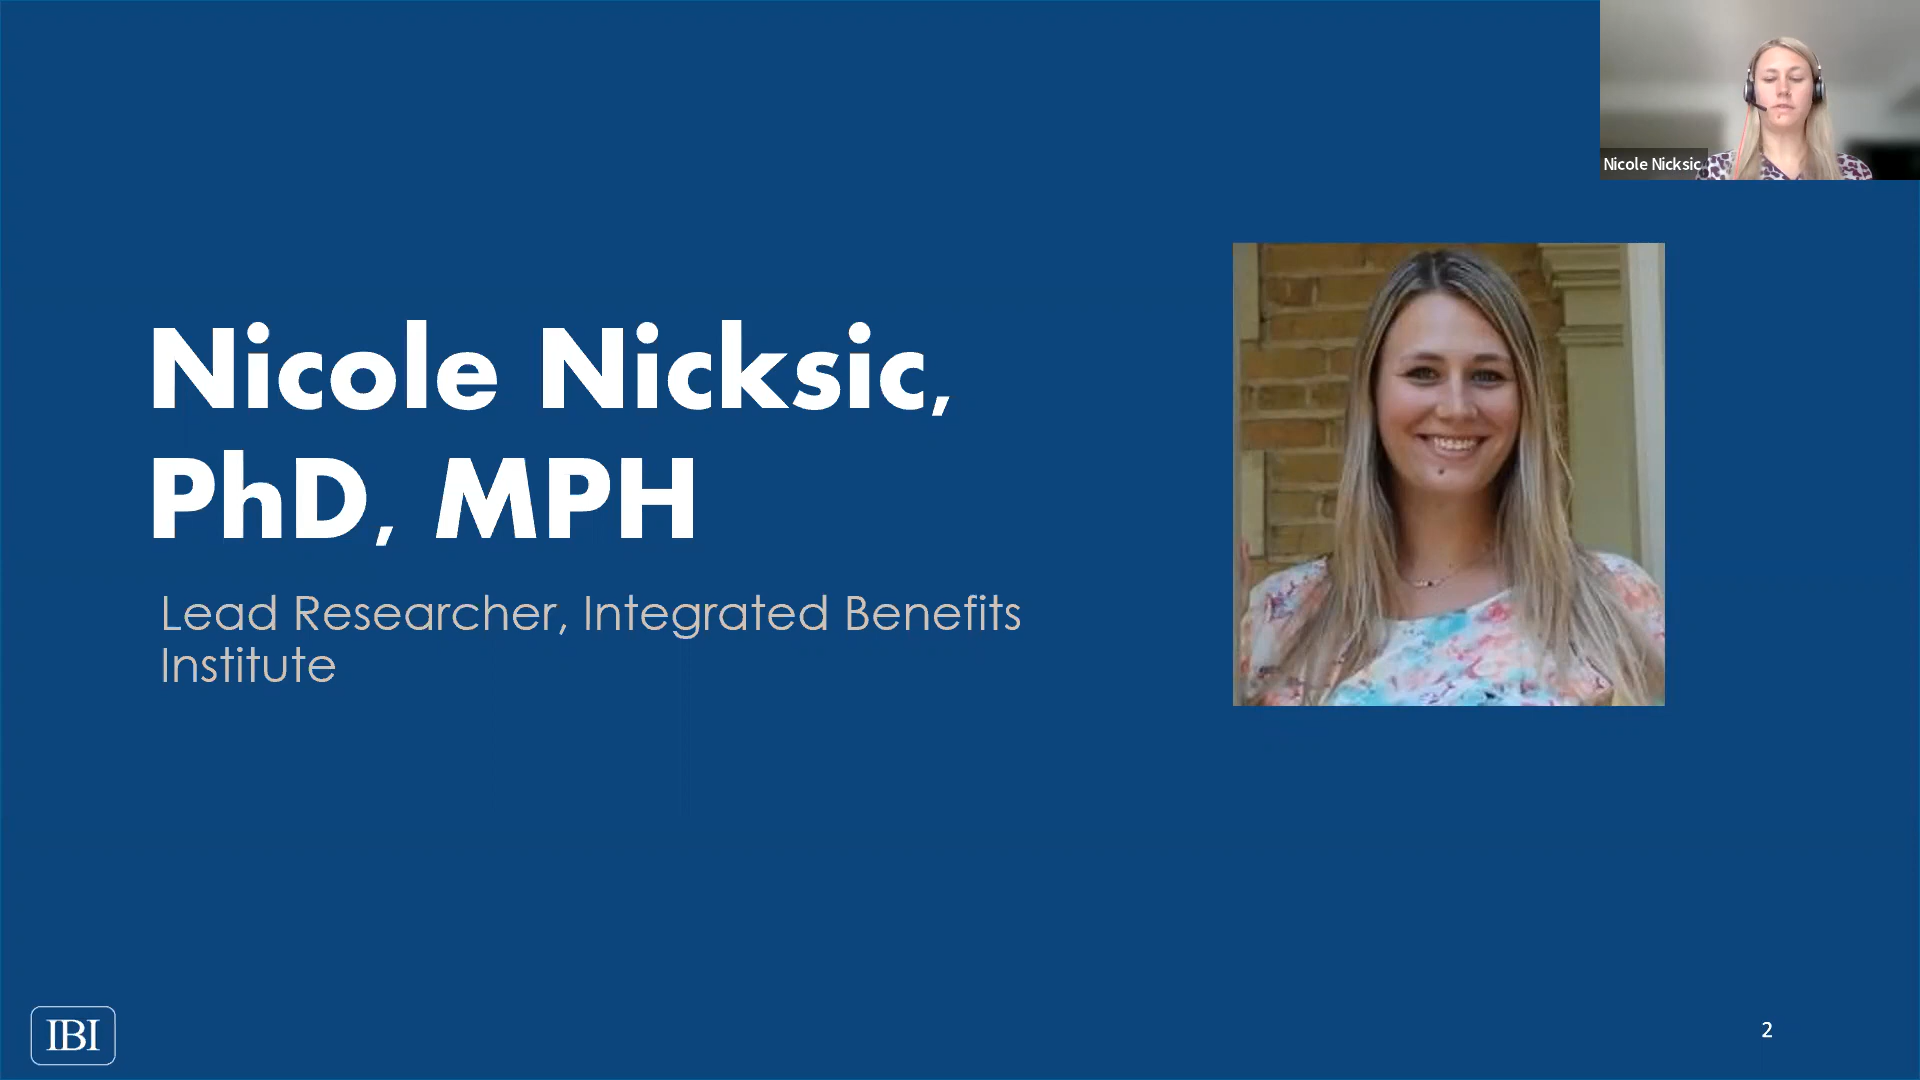 Nicole Nicksic
Nicole Nicksic,
PhD, MPH
Lead Researcher, Integrated Benefits
Institute
IBI
2